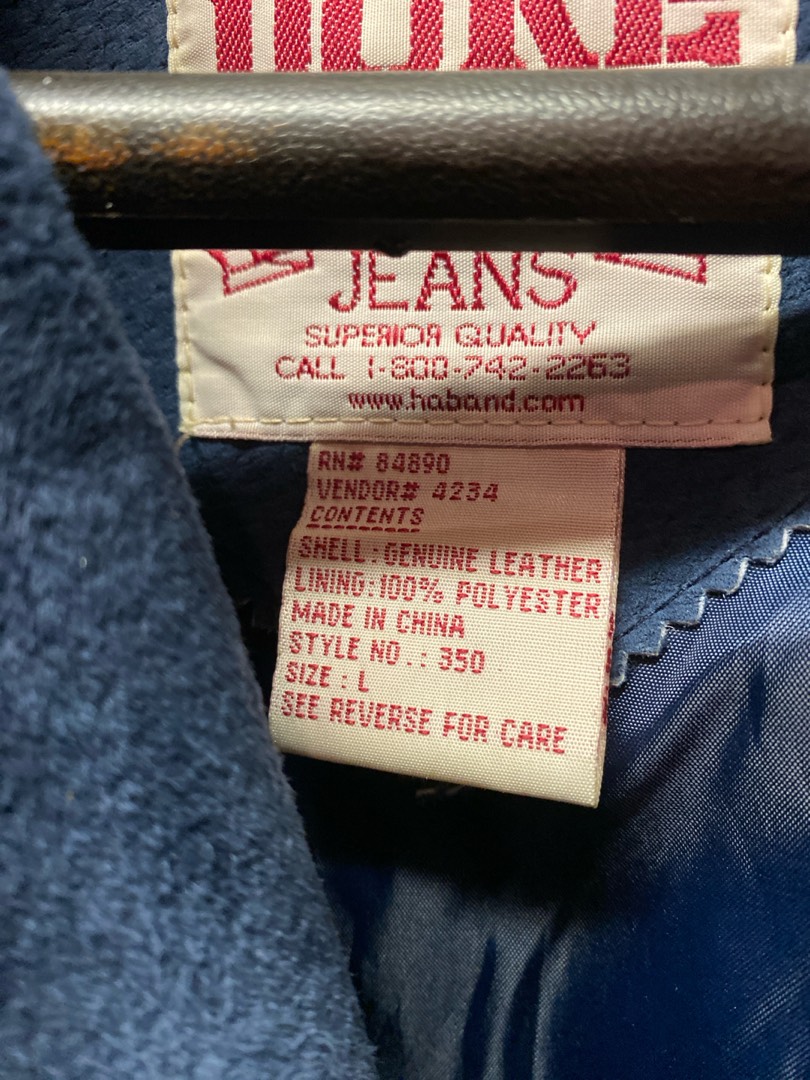 JEANS
SUPERIOR QUALITY
CALL 1-800-742-2263
www.haband.com
RN# 84890
VENDOR# 4234
CONTENTS
SHELL: GENUINE LEATHER
LINING: 100% POLYESTER
MADE IN CHINA
STYLE NO.: 350
SIZE : L
SEE REVERSE FOR CARE